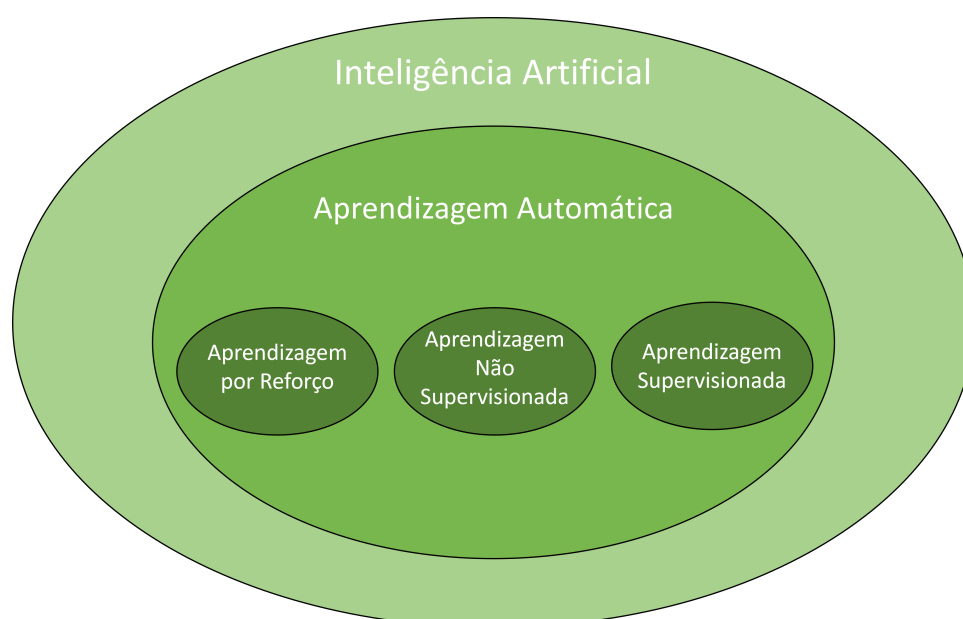 Inteligência Artificial
Aprendizagem Automática
Aprendizagem
por Reforço
Aprendizagem
Não
Supervisionada
Aprendizagem
Supervisionada